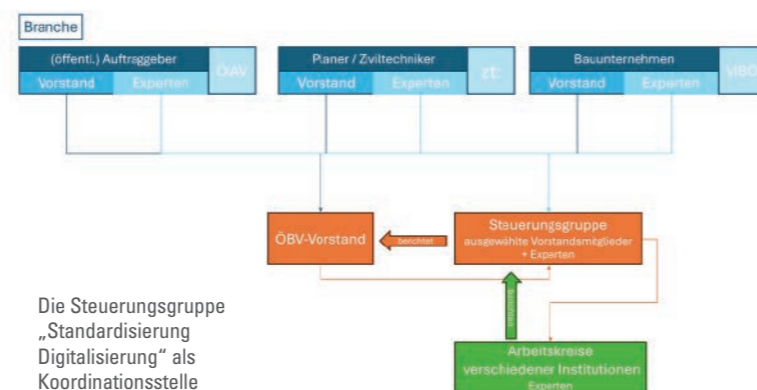 Branche
(öffentl.) Auftraggeber
Vorstand Experten
ÖIAV
Planer / Ziviltechniker
Vorstand Experten
zt:
Bauunternehmen
Vorstand Experten
VIBÖ
ÖBV-Vorstand
berichtet
Steuerungsgruppe
ausgewählte Vorstandsmitglieder
+ Experten
berichten
Arbeitskreise
verschiedener Institutionen
Experten
Die Steuerungsgruppe
„Standardisierung
Digitalisierung“ als
Koordinationsstelle